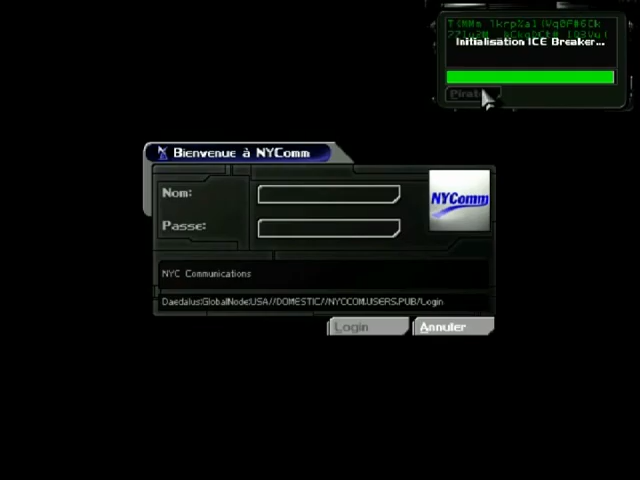 Initialisation ICE Breaker...
Pirater
Bienvenue à NYComm
Nom:
NYComm
Passe:
NYC Communications
Daedalus:GlobalNode:USA//DOMESTIC//NYCCOM.USERS.PUB/Login
Login
Annuler